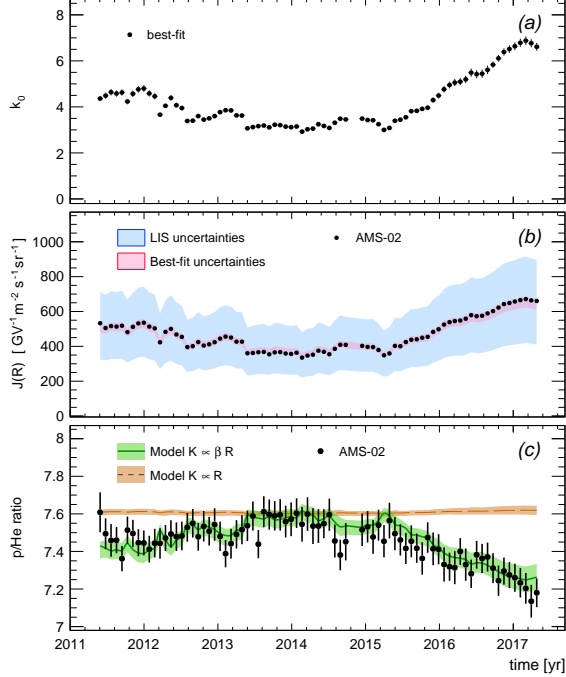 (a)
best-fit
k₀
8
6
4
2
0
(b)
LIS uncertainties
AMS-02
Best-fit uncertainties
J(R) [ GV⁻¹ m⁻² s⁻¹ sr⁻¹ ]
1000
800
600
400
200
0
(c)
Model K ∝ β R
AMS-02
Model K ∝ R
p/He ratio
8
7.8
7.6
7.4
7.2
7
2011 2012 2013 2014 2015 2016 2017
time [yr]